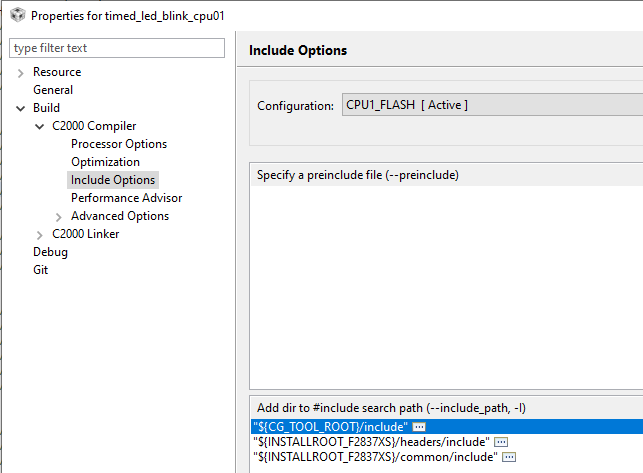 Properties for timed_led_blink_cpu01
type filter text
Resource
General
Build
C2000 Compiler
Processor Options
Optimization
Include Options
Performance Advisor
Advanced Options
C2000 Linker
Debug
Git
Include Options
Configuration: CPU1_FLASH [ Active ]
Specify a preinclude file (--preinclude)
Add dir to #include search path (--include_path, -I)
"${CG_TOOL_ROOT}/include"
"${INSTALLROOT_F2837XS}/headers/include"
"${INSTALLROOT_F2837XS}/common/include"